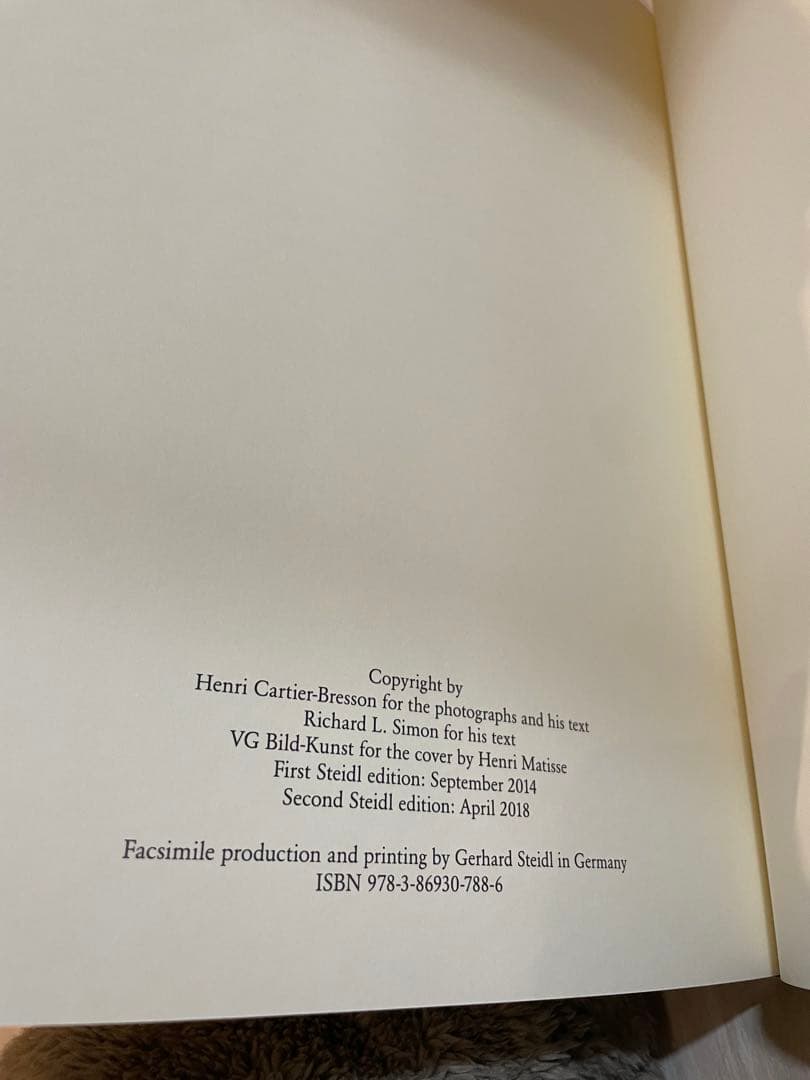 Copyright by
Henri Cartier-Bresson for the photographs and his text
Richard L. Simon for his text
VG Bild-Kunst for the cover by Henri Matisse
First Steidl edition: September 2014
Second Steidl edition: April 2018
Facsimile production and printing by Gerhard Steidl in Germany
ISBN 978-3-86930-788-6